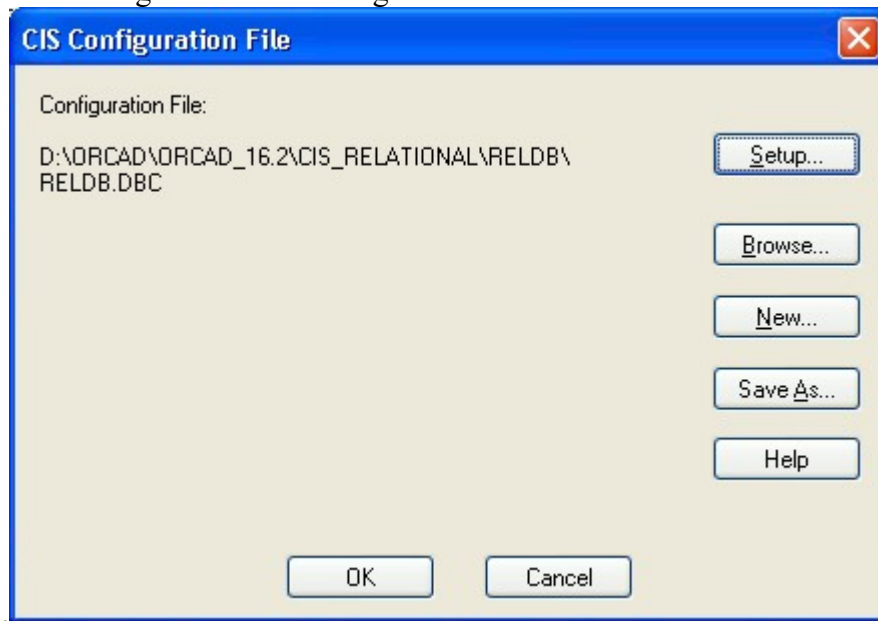 CIS Configuration File
Configuration File:
D:\ORCAD\ORCAD_16.2\CIS_RELATIONAL\RELDB\
RELDB.DBC
Setup...
Browse...
New...
Save As...
Help
OK
Cancel